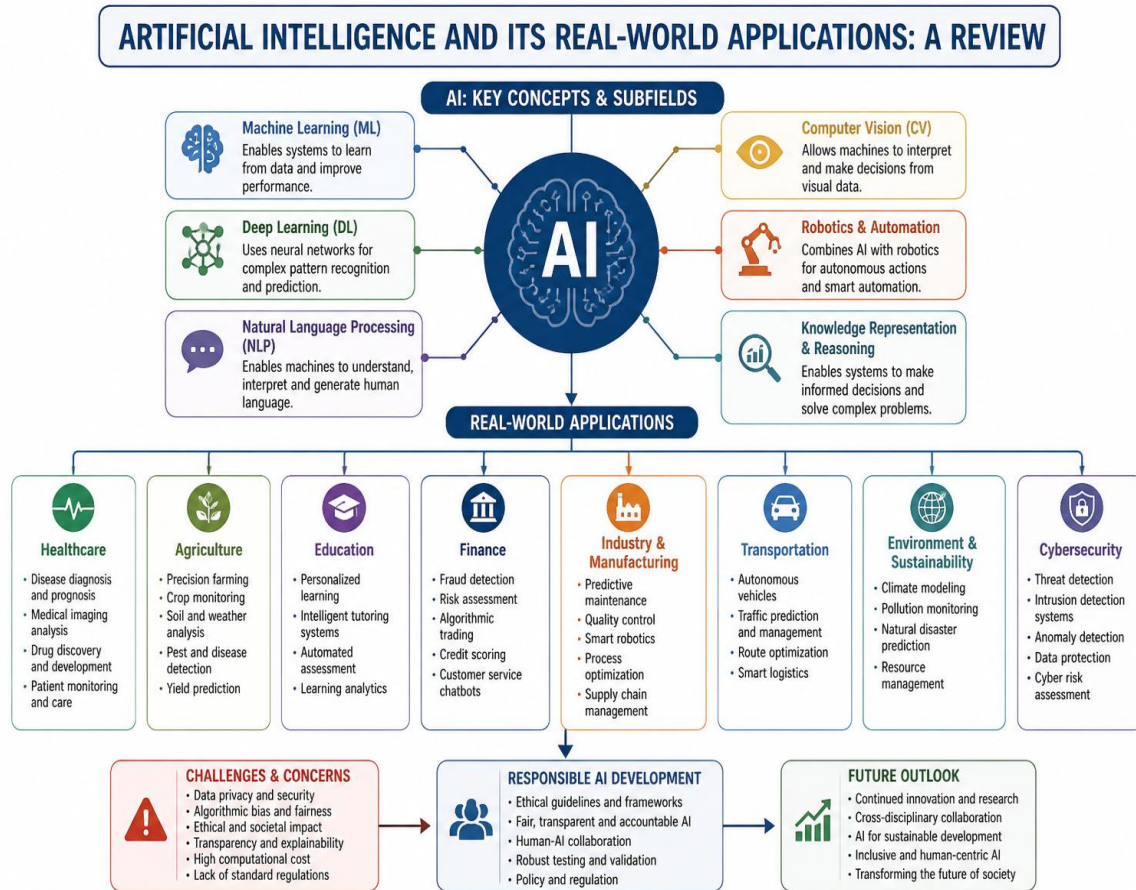 ARTIFICIAL INTELLIGENCE AND ITS REAL-WORLD APPLICATIONS: A REVIEW
AI: KEY CONCEPTS & SUBFIELDS
Machine Learning (ML)
Enables systems to learn
from data and improve
performance.
Deep Learning (DL)
Uses neural networks for
complex pattern recognition
and prediction.
Natural Language Processing
(NLP)
Enables machines to understand,
interpret and generate human
language.
AI
Computer Vision (CV)
Allows machines to interpret
and make decisions from
visual data.
Robotics & Automation
Combines AI with robotics
for autonomous actions
and smart automation.
Knowledge Representation
& Reasoning
Enables systems to make
informed decisions and
solve complex problems.
REAL-WORLD APPLICATIONS
Healthcare
• Disease diagnosis
and prognosis
• Medical imaging
analysis
• Drug discovery
and development
• Patient monitoring
and care
Agriculture
• Precision farming
• Crop monitoring
• Soil and weather
analysis
• Pest and disease
detection
• Yield prediction
Education
• Personalized
learning
• Intelligent tutoring
systems
• Automated
assessment
• Learning analytics
Finance
• Fraud detection
• Risk assessment
• Algorithmic
trading
• Credit scoring
• Customer service
chatbots
Industry &
Manufacturing
• Predictive
maintenance
• Quality control
• Smart robotics
• Process
optimization
• Supply chain
management
Transportation
• Autonomous
vehicles
• Traffic prediction
and management
• Route optimization
• Smart logistics
Environment &
Sustainability
• Climate modeling
• Pollution monitoring
• Natural disaster
prediction
• Resource
management
Cybersecurity
• Threat detection
• Intrusion detection
systems
• Anomaly detection
• Data protection
• Cyber risk
assessment
CHALLENGES & CONCERNS
• Data privacy and security
• Algorithmic bias and fairness
• Ethical and societal impact
• Transparency and explainability
• High computational cost
• Lack of standard regulations
RESPONSIBLE AI DEVELOPMENT
• Ethical guidelines and frameworks
• Fair, transparent and accountable AI
• Human-AI collaboration
• Robust testing and validation
• Policy and regulation
FUTURE OUTLOOK
• Continued innovation and research
• Cross-disciplinary collaboration
• AI for sustainable development
• Inclusive and human-centric AI
• Transforming the future of society